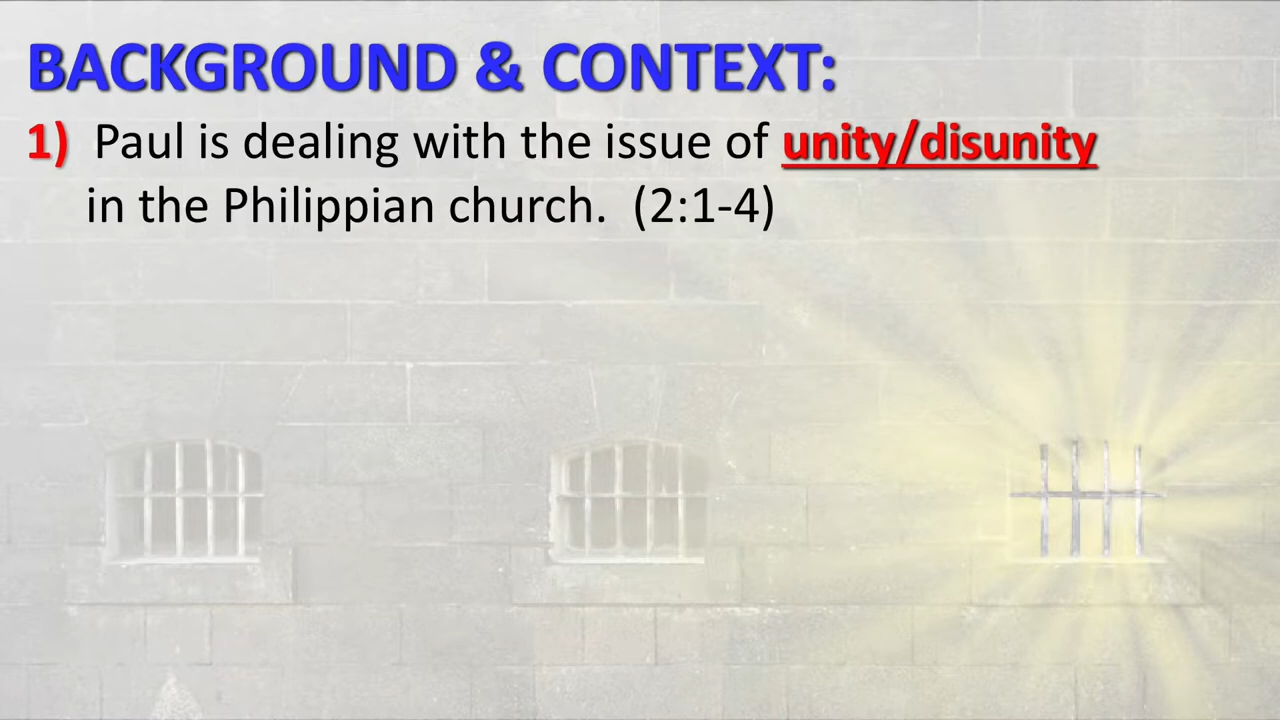 BACKGROUND & CONTEXT:
1) Paul is dealing with the issue of unity/disunity
in the Philippian church. (2:1-4)